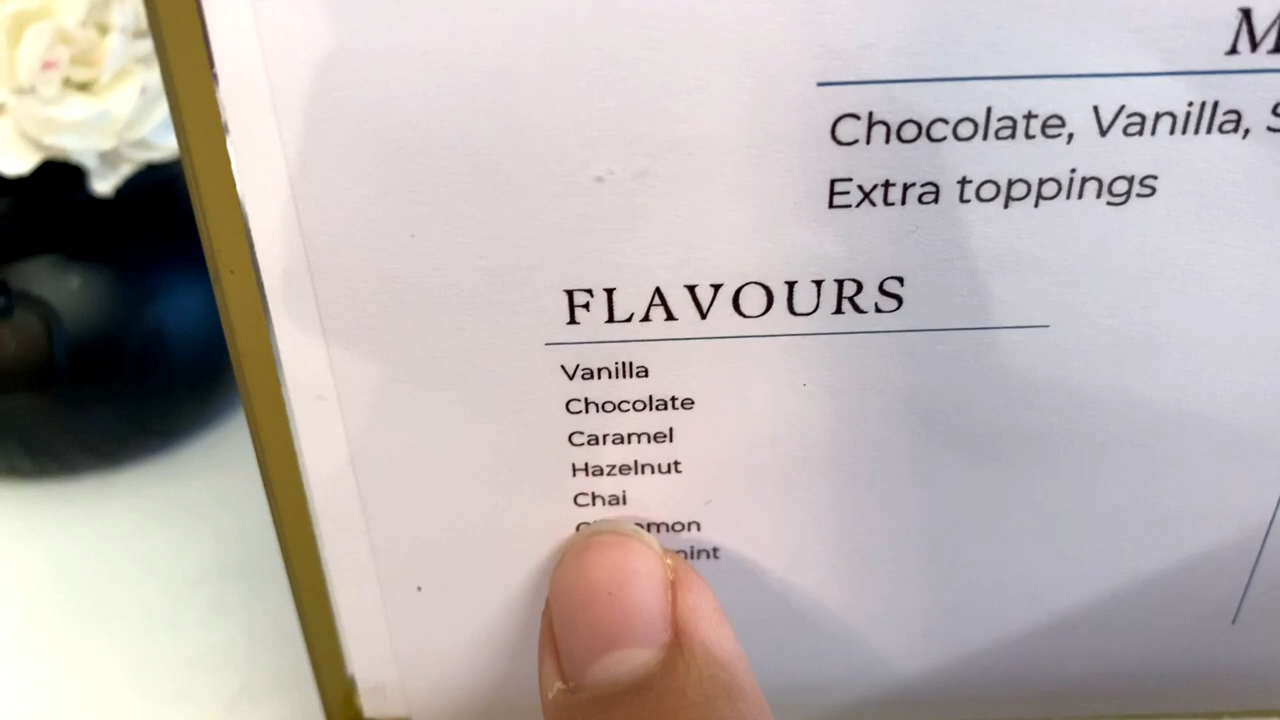 Chocolate, Vanilla,
Extra toppings
FLAVOURS
Vanilla
Chocolate
Caramel
Hazelnut
Chai